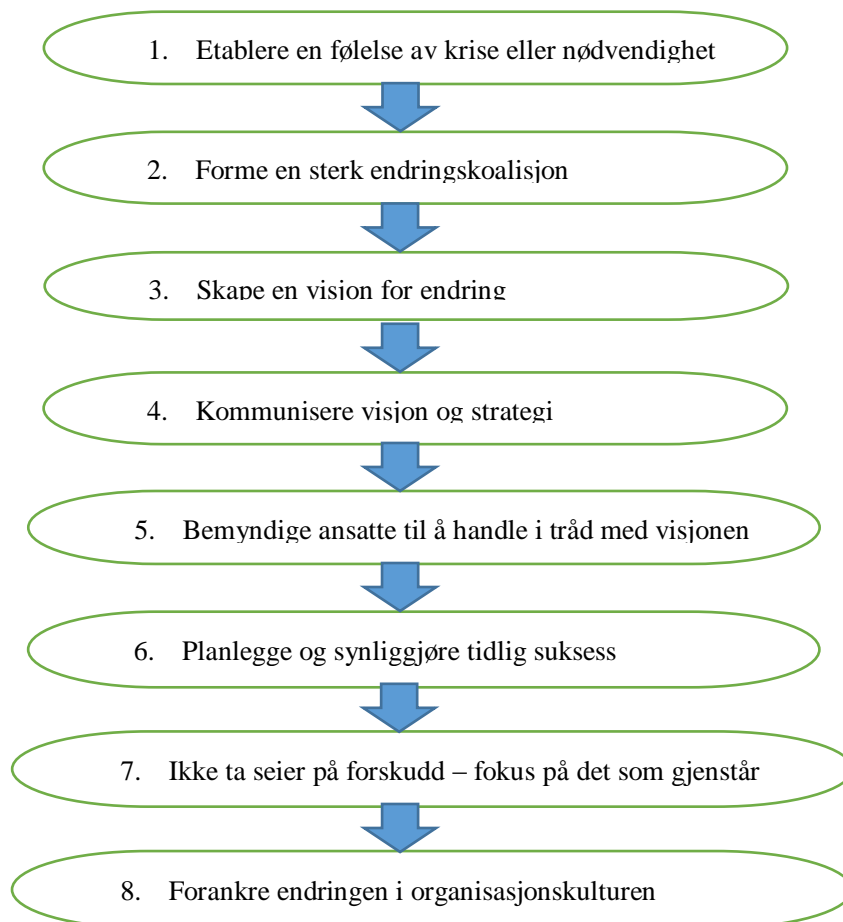 1. Etablere en følelse av krise eller nødvendighet
2. Forme en sterk endringskoalisjon
3. Skape en visjon for endring
4. Kommunisere visjon og strategi
5. Bemyndige ansatte til å handle i tråd med visjonen
6. Planlegge og synliggjøre tidlig suksess
7. Ikke ta seier på forskudd – fokus på det som gjenstår
8. Forankre endringen i organisasjonskulturen